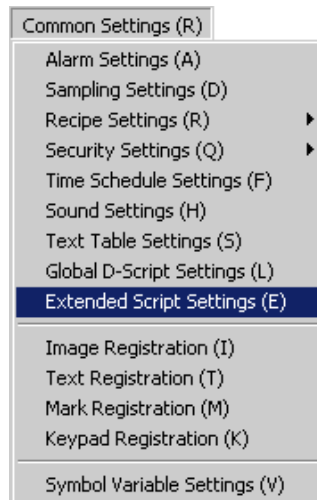 Common Settings (R)
Alarm Settings (A)
Sampling Settings (D)
Recipe Settings (R)
Security Settings (Q)
Time Schedule Settings (F)
Sound Settings (H)
Text Table Settings (S)
Global D-Script Settings (L)
Extended Script Settings (E)
Image Registration (I)
Text Registration (T)
Mark Registration (M)
Keypad Registration (K)
Symbol Variable Settings (V)